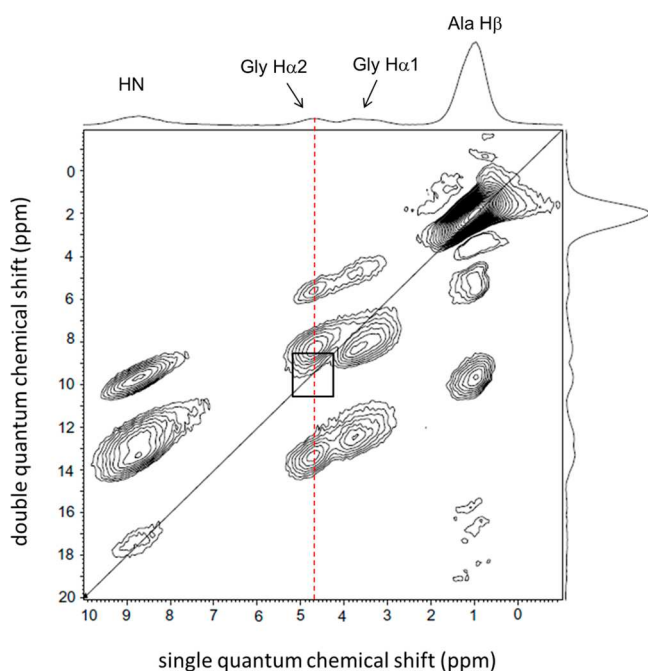 Ala Hβ
Gly Hα2
Gly Hα1
HN
0
2
4
6
8
10
12
14
16
18
20
double quantum chemical shift (ppm)
10 9 8 7 6 5 4 3 2 1 0
single quantum chemical shift (ppm)